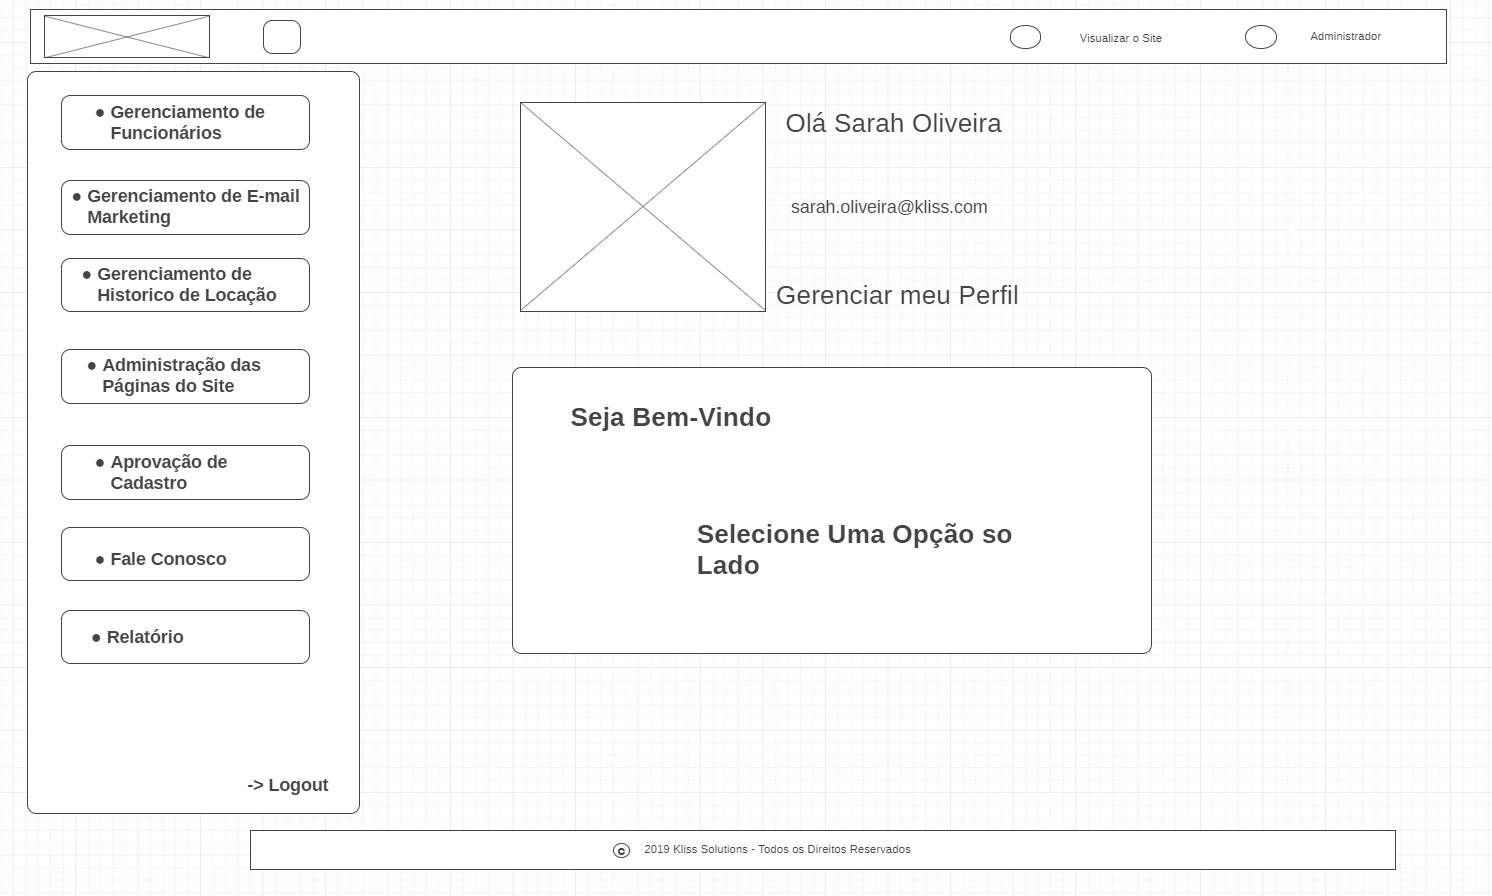 Visualizar o Site
Administrador
● Gerenciamento de
Funcionários
● Gerenciamento de E-mail
Marketing
● Gerenciamento de
Historico de Locação
● Administração das
Páginas do Site
● Aprovação de
Cadastro
● Fale Conosco
● Relatório
-> Logout
Olá Sarah Oliveira
sarah.oliveira@kliss.com
Gerenciar meu Perfil
Seja Bem-Vindo
Selecione Uma Opção so
Lado
© 2019 Kliss Solutions - Todos os Direitos Reservados